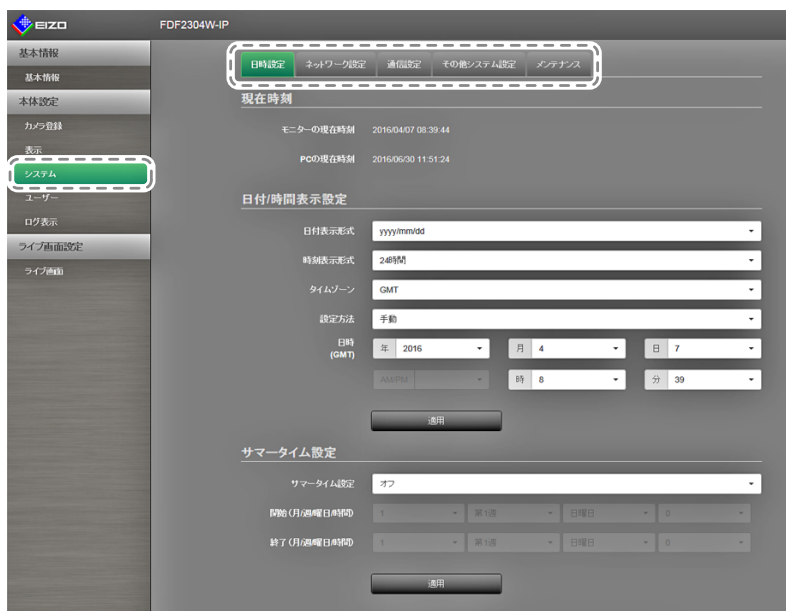 EIZO
FDF2304W-IP
基本情報
基本情報
本体設定
カメラ登録
表示
システム
ユーザー
ログ表示
ライブ画面設定
ライブ画面
日時設定 ネットワーク設定 通信設定 その他システム設定 メンテナンス
現在時刻
モニターの現在時刻 2016/04/07 08:39:44
PCの現在時刻 2016/06/30 11:51:24
日付/時間表示設定
日付表示形式 yyyy/mm/dd
時刻表示形式 24時間
タイムゾーン GMT
設定方法 手動
日時 年 2016 月 4 日 7
(GMT)
AM/PM 時 8 分 39
適用
サマータイム設定
サマータイム設定 オフ
開始(月/週/曜日/時間) 1 第1週 日曜日 0
終了(月/週/曜日/時間) 1 第1週 日曜日 0
適用